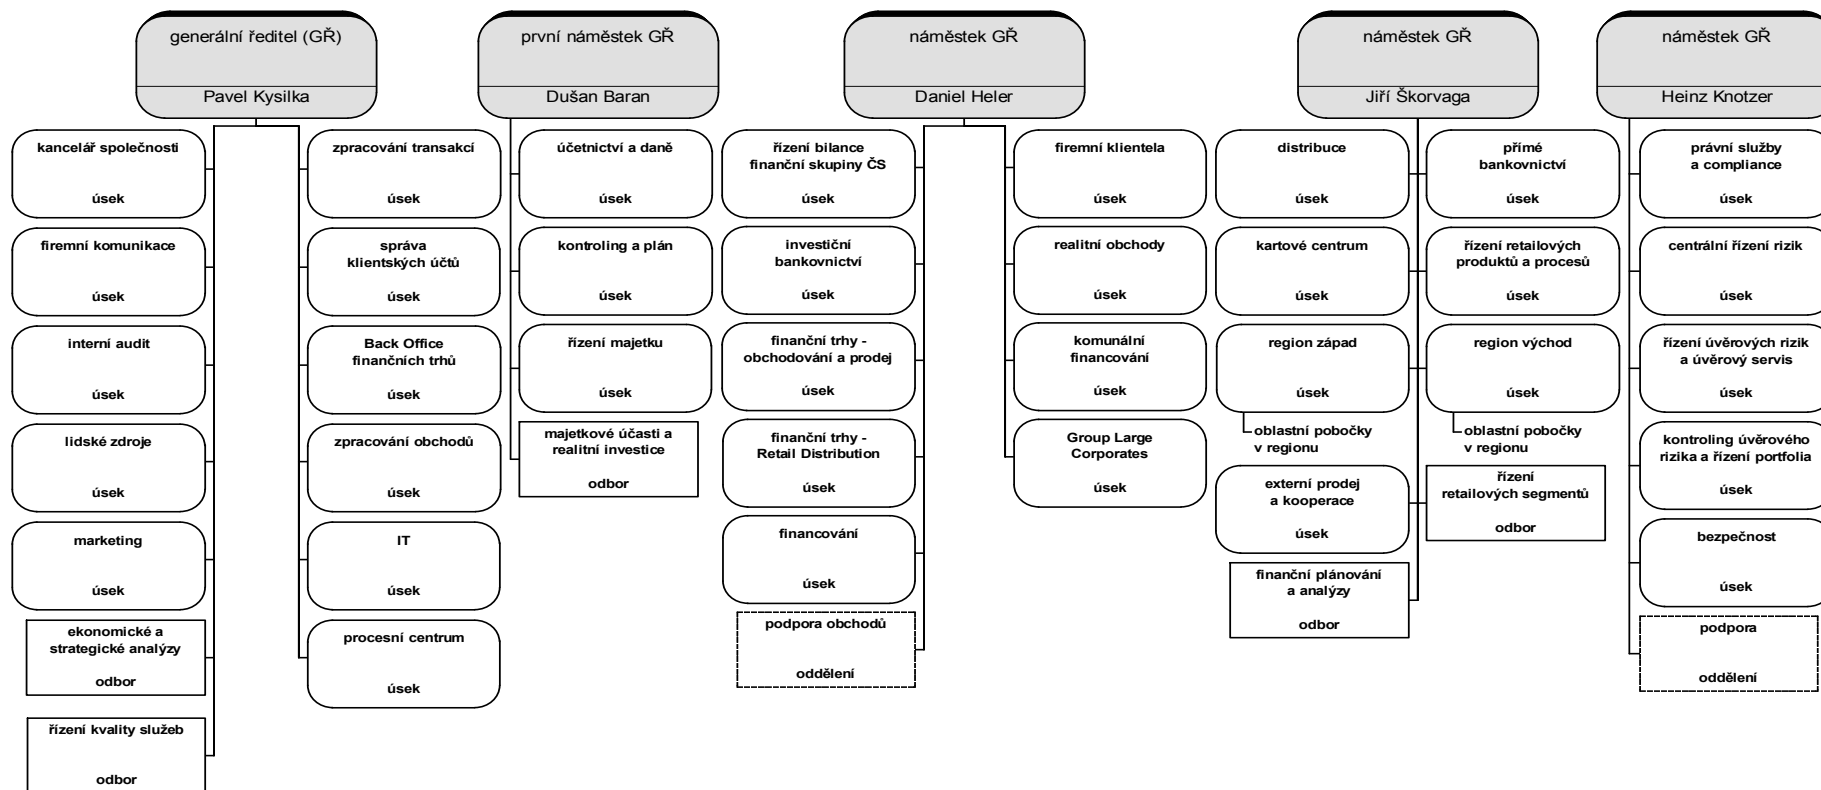 generální ředitel (GŘ)
Pavel Kysilka
kancelář společnosti
úsek
firemní komunikace
úsek
interní audit
úsek
lidské zdroje
úsek
marketing
úsek
ekonomické a
strategické analýzy
odbor
řízení kvality služeb
odbor
zpracování transakcí
úsek
správa
klientských účtů
úsek
Back Office
finančních trhů
úsek
zpracování obchodů
úsek
IT
úsek
procesní centrum
úsek
první náměstek GŘ
Dušan Baran
účetnictví a daně
úsek
kontroling a plán
úsek
řízení majetku
úsek
majetkové účasti a
realitní investice
odbor
náměstek GŘ
Daniel Heler
řízení bilance
finanční skupiny ČS
úsek
investiční
bankovnictví
úsek
finanční trhy -
obchodování a prodej
úsek
finanční trhy -
Retail Distribution
úsek
financování
úsek
podpora obchodů
oddělení
firemní klientela
úsek
realitní obchody
úsek
komunální
financování
úsek
Group Large
Corporates
úsek
náměstek GŘ
Jiří Škorvaga
distribuce
úsek
kartové centrum
úsek
region západ
úsek
oblastní pobočky
v regionu
externí prodej
a kooperace
úsek
finanční plánování
a analýzy
odbor
přímé
bankovnictví
úsek
řízení retailových
produktů a procesů
úsek
region východ
úsek
oblastní pobočky
v regionu
řízení
retailových segmentů
odbor
náměstek GŘ
Heinz Knotzer
právní služby
a compliance
úsek
centrální řízení rizik
úsek
řízení úvěrových rizik
a úvěrový servis
úsek
kontroling úvěrového
rizika a řízení portfolia
úsek
bezpečnost
úsek
podpora
oddělení